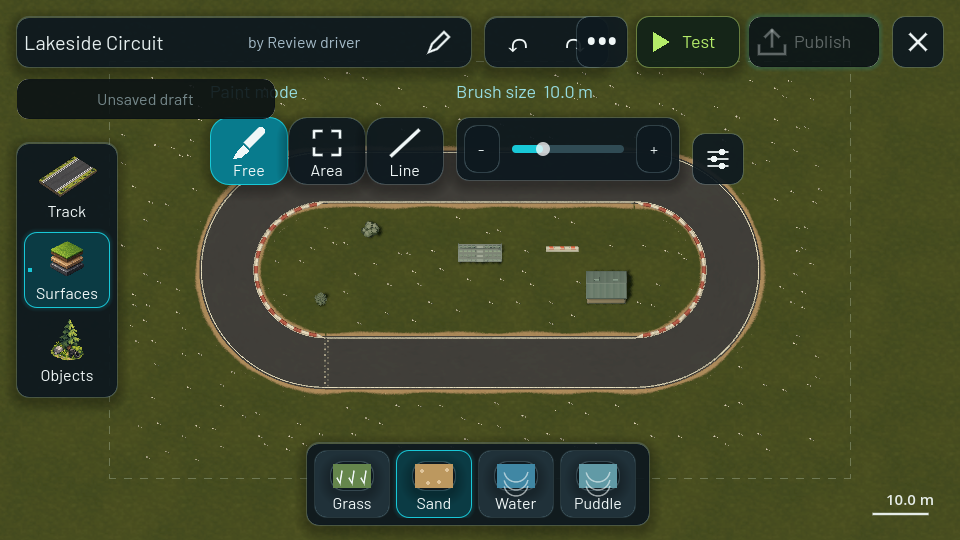 Lakeside Circuit
by Review driver
Test
Publish
Unsaved draft
Paint mode
Brush size 10.0 m
Free
Area
Line
-
+
Track
Surfaces
Objects
Grass
Sand
Water
Puddle
10.0 m